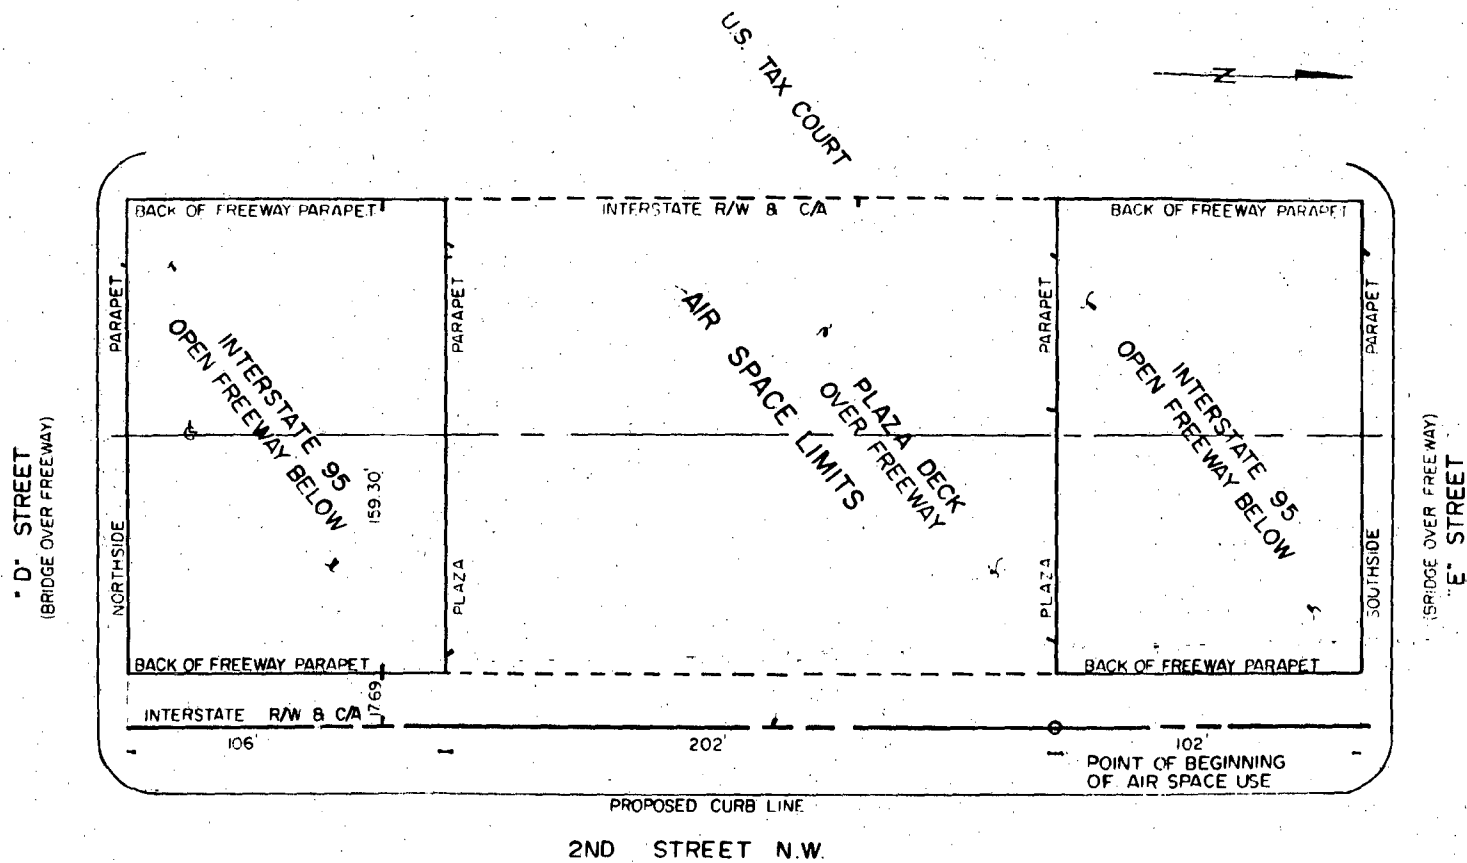 U.S. TAX COURT
N
BACK OF FREEWAY PARAPET
INTERSTATE R/W & C/A
BACK OF FREEWAY PARAPET
PARAPET
PARAPET
PARAPET
PARAPET
INTERSTATE 95
OPEN FREEWAY BELOW
AIR SPACE LIMITS
PLAZA DECK
OVER FREEWAY
INTERSTATE 95
OPEN FREEWAY BELOW
"D" STREET
(BRIDGE OVER FREEWAY)
159.30'
(BRIDGE OVER FREEWAY)
"E" STREET
NORTHSIDE
PLAZA
PLAZA
SOUTHSIDE
BACK OF FREEWAY PARAPET
BACK OF FREEWAY PARAPET
17.69
INTERSTATE R/W & C/A
106'
202'
102'
POINT OF BEGINNING
OF AIR SPACE USE
PROPOSED CURB LINE
2ND STREET N.W.